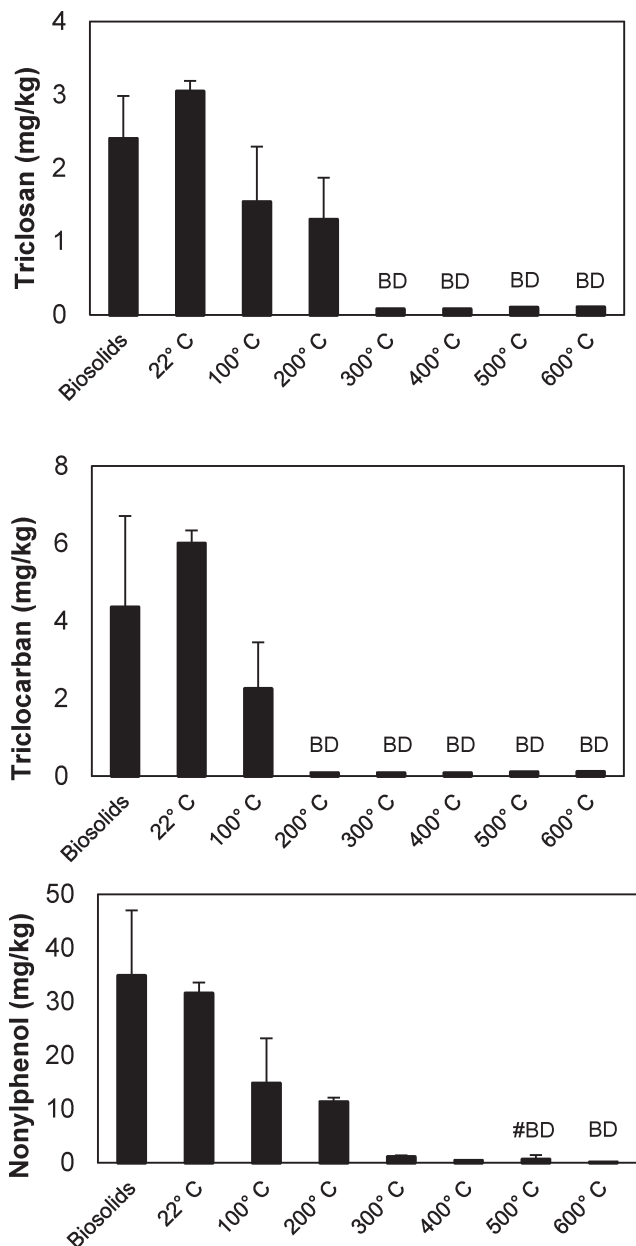 Triclosan (mg/kg)
4
3
2
1
0
BD BD BD BD
Biosolids 22° C 100° C 200° C 300° C 400° C 500° C 600° C
Triclocarban (mg/kg)
8
6
4
2
0
BD BD BD BD BD
Biosolids 22° C 100° C 200° C 300° C 400° C 500° C 600° C
Nonylphenol (mg/kg)
50
40
30
20
10
0
#BD BD
Biosolids 22° C 100° C 200° C 300° C 400° C 500° C 600° C